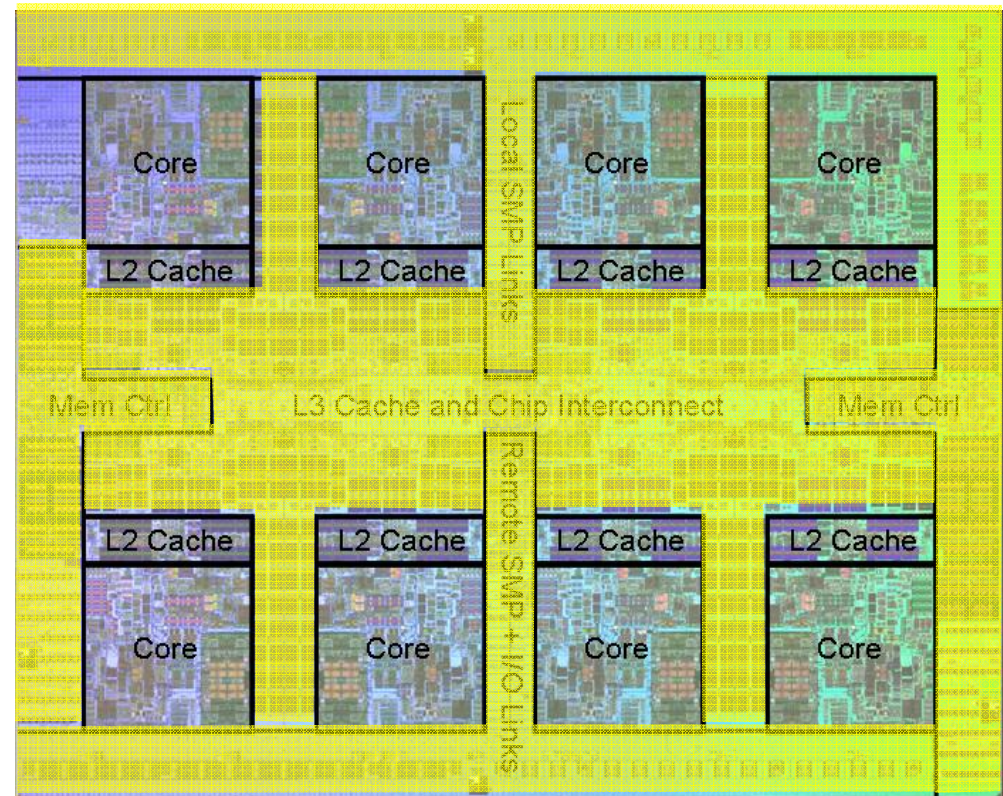 Core Core Core Core
L2 Cache L2 Cache L2 Cache L2 Cache
Local SMP Links
Mem Ctrl L3 Cache and Chip Interconnect Mem Ctrl
Remote SMP + I/O Links
L2 Cache L2 Cache L2 Cache L2 Cache
Core Core Core Core